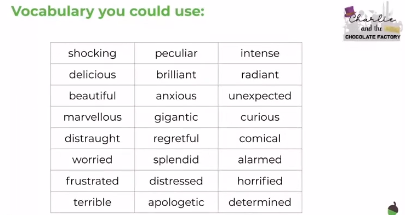 Vocabulary you could use:
Charlie
and the
CHOCOLATE FACTORY
shocking peculiar intense
delicious brilliant radiant
beautiful anxious unexpected
marvellous gigantic curious
distraught regretful comical
worried splendid alarmed
frustrated distressed horrified
terrible apologetic determined